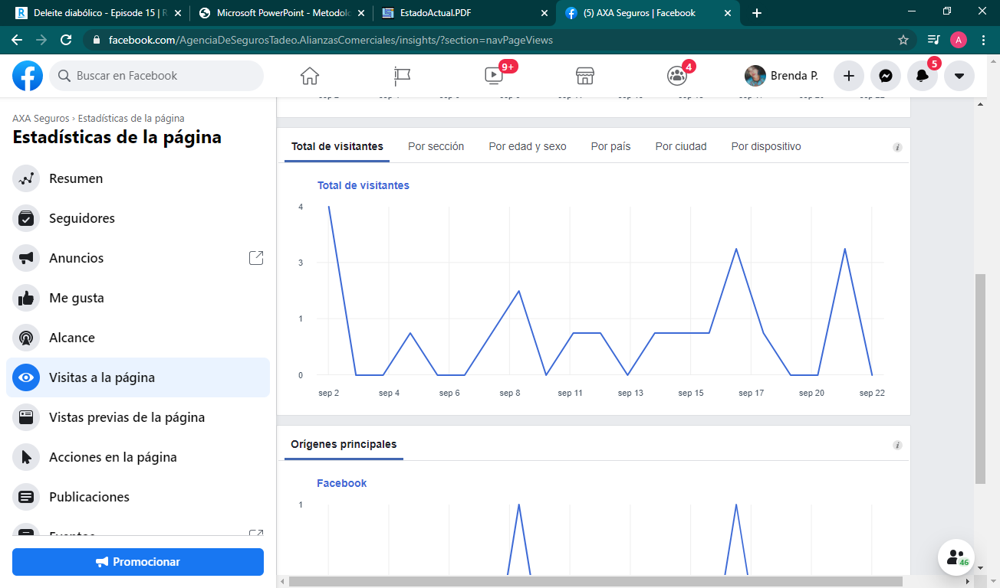 Deleite diabólico - Episode 15 | R
Microsoft PowerPoint - Metodolo
EstadoActual.PDF
(5) AXA Seguros | Facebook
facebook.com/AgenciaDeSegurosTadeo.AlianzasComerciales/insights/?section=navPageViews
A
Buscar en Facebook
9+
4
Brenda P.
5
AXA Seguros › Estadísticas de la página
Estadísticas de la página
Resumen
Seguidores
Anuncios
Me gusta
Alcance
Visitas a la página
Vistas previas de la página
Acciones en la página
Publicaciones
Eventos
Promocionar
Total de visitantes Por sección Por edad y sexo Por país Por ciudad Por dispositivo
Total de visitantes
4
3
1
0
sep 2 sep 4 sep 6 sep 8 sep 11 sep 13 sep 15 sep 17 sep 20 sep 22
Orígenes principales
Facebook
1
46